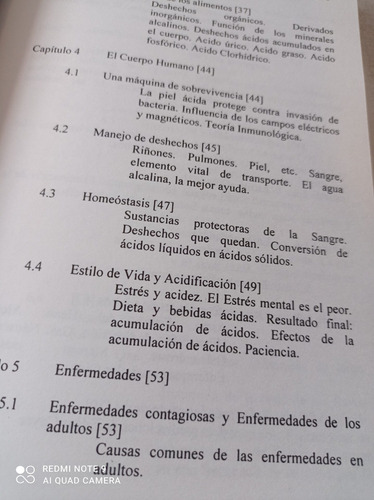 los alimentos [37]
Deshechos orgánicos. Derivados
inorgánicos. Función de los minerales
alcalinos. Deshechos ácidos acumulados en
el cuerpo. Acido úrico. Acido graso. Acido
fosfórico. Acido Clorhídrico.
Capítulo 4 El Cuerpo Humano [44]
4.1 Una máquina de sobrevivencia [44]
La piel ácida protege contra invasión de
bacteria. Influencia de los campos eléctricos
y magnéticos. Teoría Inmunológica.
4.2 Manejo de deshechos [45]
Riñones. Pulmones. Piel, etc. Sangre,
elemento vital de transporte. El agua
alcalina, la mejor ayuda.
4.3 Homeóstasis [47]
Sustancias protectoras de la Sangre.
Deshechos que quedan. Conversión de
ácidos líquidos en ácidos sólidos.
4.4 Estilo de Vida y Acidificación [49]
Estrés y acidez. El Estrés mental es el peor.
Dieta y bebidas ácidas. Resultado final:
acumulación de ácidos. Efectos de la
acumulación de ácidos. Paciencia.
lo 5 Enfermedades [53]
5.1 Enfermedades contagiosas y Enfermedades de los
adultos [53]
Causas comunes de las enfermedades en
adultos.
REDMI NOTE
AI QUAD CAMERA